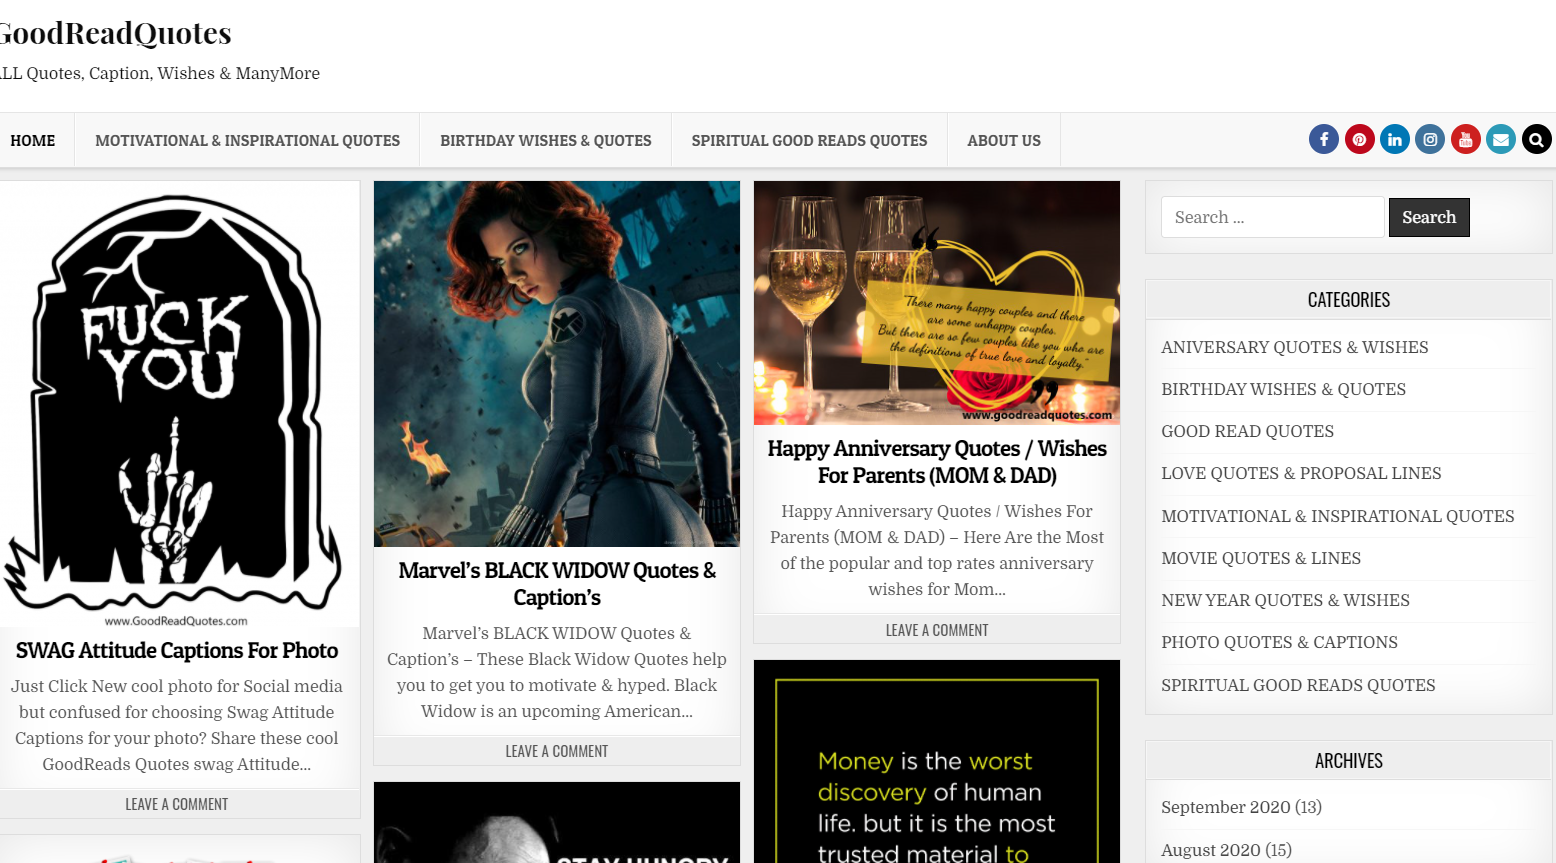 GoodReadQuotes
ALL Quotes, Caption, Wishes & ManyMore
HOME
MOTIVATIONAL & INSPIRATIONAL QUOTES
BIRTHDAY WISHES & QUOTES
SPIRITUAL GOOD READS QUOTES
ABOUT US
FUCK
YOU
www.GoodReadQuotes.com
SWAG Attitude Captions For Photo
Just Click New cool photo for Social media
but confused for choosing Swag Attitude
Captions for your photo? Share these cool
GoodReads Quotes swag Attitude...
LEAVE A COMMENT
Marvel’s BLACK WIDOW Quotes &
Caption’s
Marvel’s BLACK WIDOW Quotes &
Caption’s – These Black Widow Quotes help
you to get you to motivate & hyped. Black
Widow is an upcoming American...
LEAVE A COMMENT
STAY HUNGRY
“There many happy couples and there
are some unhappy couples.
But there are so few couples like you who are
the definitions of true love and loyalty.”
www.goodreadquotes.com
Happy Anniversary Quotes / Wishes
For Parents (MOM & DAD)
Happy Anniversary Quotes / Wishes For
Parents (MOM & DAD) – Here Are the Most
of the popular and top rates anniversary
wishes for Mom...
LEAVE A COMMENT
Money is the worst
discovery of human
life. but it is the most
trusted material to
Search ...
Search
CATEGORIES
ANIVERSARY QUOTES & WISHES
BIRTHDAY WISHES & QUOTES
GOOD READ QUOTES
LOVE QUOTES & PROPOSAL LINES
MOTIVATIONAL & INSPIRATIONAL QUOTES
MOVIE QUOTES & LINES
NEW YEAR QUOTES & WISHES
PHOTO QUOTES & CAPTIONS
SPIRITUAL GOOD READS QUOTES
ARCHIVES
September 2020 (13)
August 2020 (15)